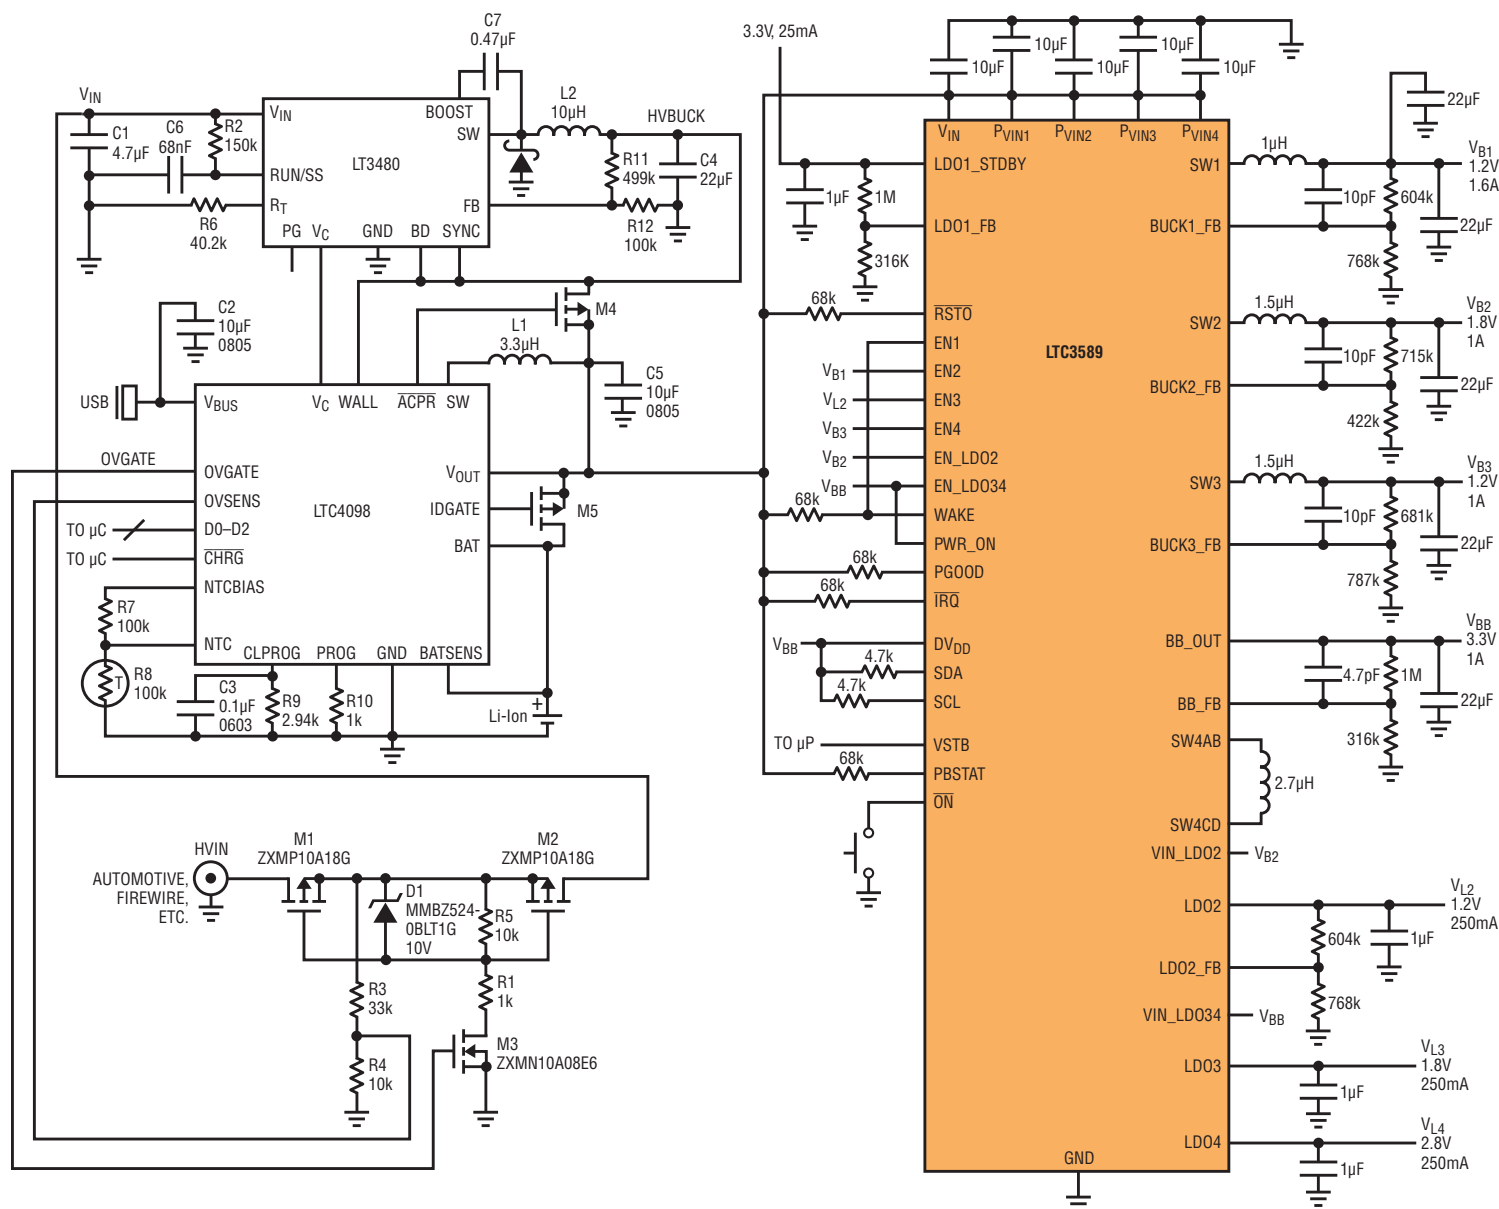 C7
0.47µF
VIN
C1
4.7µF
C6
68nF
R2
150k
R6
40.2k
VIN
BOOST
SW
LT3480
RUN/SS
RT
FB
PG
VC
GND
BD
SYNC
L2
10µH
HVBUCK
R11
499k
C4
22µF
R12
100k
M4
L1
3.3µH
C5
10µF
0805
C2
10µF
0805
USB
VBUS
VC
WALL
ACPR
SW
OVGATE
OVGATE
OVSENS
LTC4098
VOUT
IDGATE
BAT
M5
TO µC
D0–D2
TO µC
CHRG
NTCBIAS
R7
100k
NTC
CLPROG
PROG
GND
BATSENS
T
R8
100k
C3
0.1µF
0603
R9
2.94k
R10
1k
Li-Ion
+
HVIN
AUTOMOTIVE,
FIREWIRE,
ETC.
M1
ZXMP10A18G
M2
ZXMP10A18G
D1
MMBZ524-
0BLT1G
10V
R5
10k
R1
1k
R3
33k
R4
10k
M3
ZXMN10A08E6
3.3V, 25mA
10µF
10µF
10µF
10µF
10µF
1µF
1M
316K
68k
VB1
VL2
VB3
VB2
VBB
68k
68k
68k
VBB
4.7k
4.7k
TO µP
68k
VIN
PVIN1
PVIN2
PVIN3
PVIN4
LDO1_STDBY
LDO1_FB
RSTO
EN1
EN2
EN3
EN4
EN_LDO2
EN_LDO34
WAKE
PWR_ON
PGOOD
IRQ
DVDD
SDA
SCL
VSTB
PBSTAT
ON
LTC3589
GND
SW1
BUCK1_FB
SW2
BUCK2_FB
SW3
BUCK3_FB
BB_OUT
BB_FB
SW4AB
SW4CD
VIN_LDO2
LDO2
LDO2_FB
VIN_LDO34
LDO3
LDO4
22µF
1µH
VB1
1.2V
1.6A
10pF
604k
22µF
768k
1.5µH
VB2
1.8V
1A
10pF
715k
22µF
422k
1.5µH
VB3
1.2V
1A
10pF
681k
22µF
787k
VBB
3.3V
1A
4.7pF
1M
22µF
316k
2.7µH
VB2
VL2
1.2V
250mA
604k
1µF
768k
VBB
VL3
1.8V
250mA
1µF
VL4
2.8V
250mA
1µF